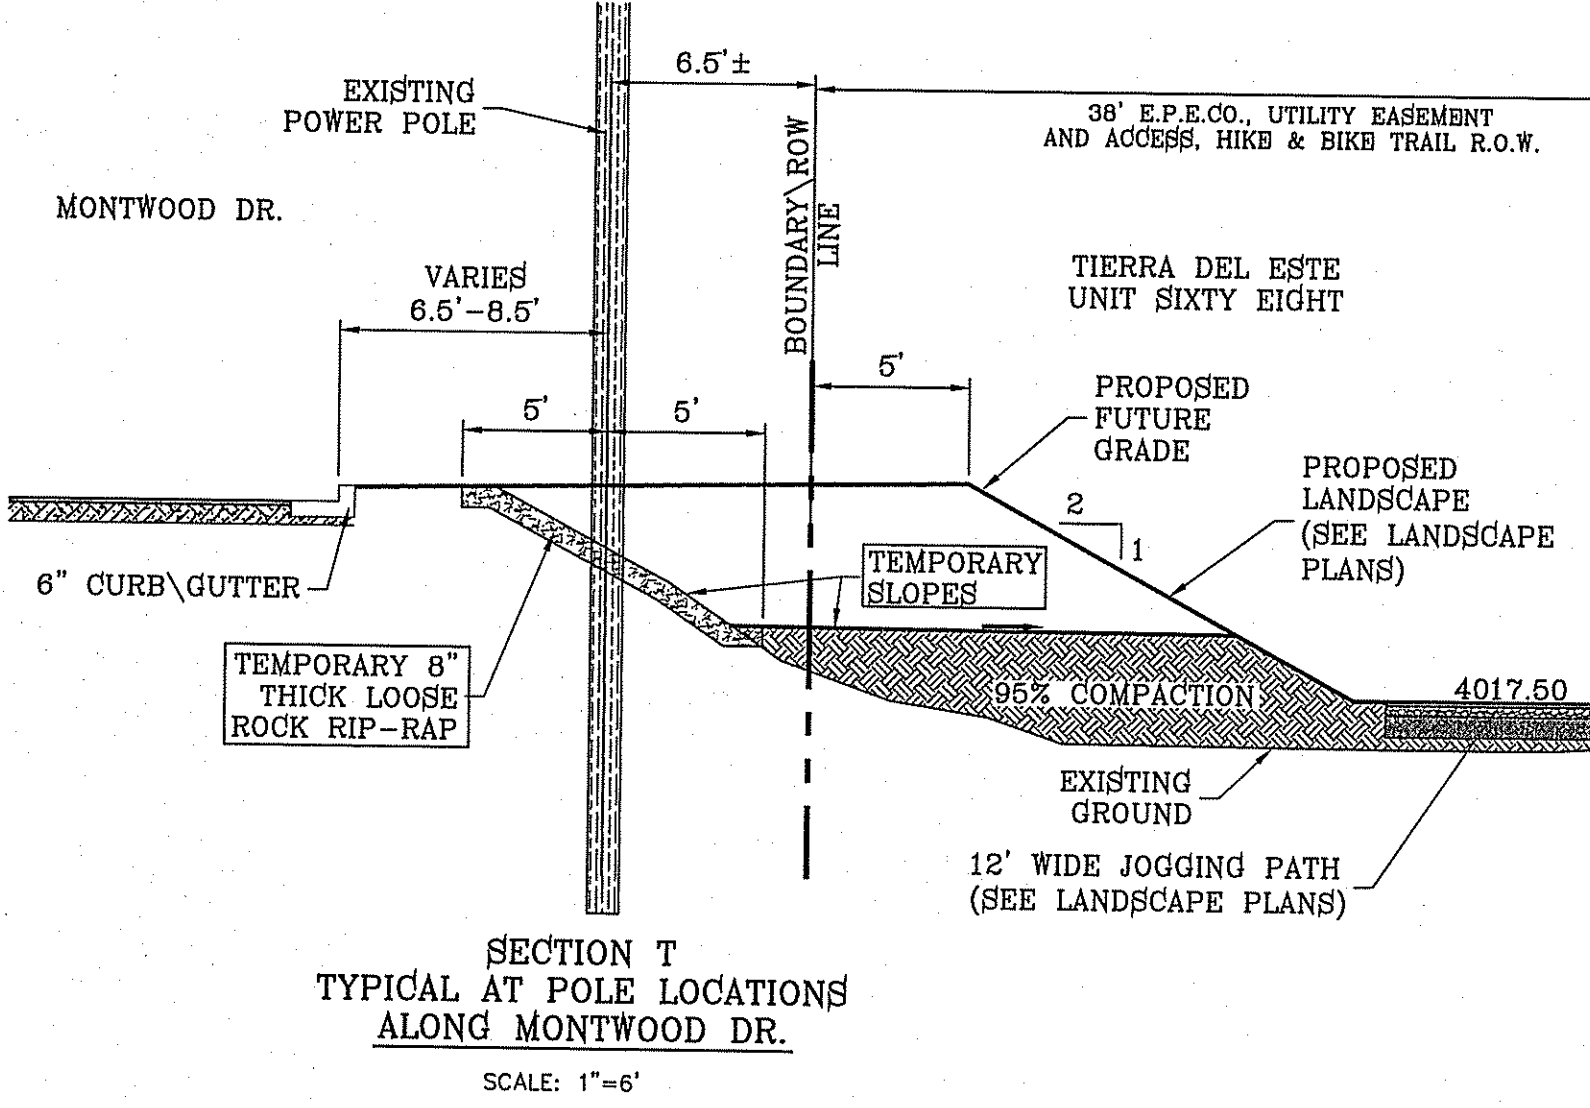 6.5'±
EXISTING
POWER POLE
38' E.P.E.CO., UTILITY EASEMENT
AND ACCESS, HIKE & BIKE TRAIL R.O.W.
MONTWOOD DR.
BOUNDARY\ROW
LINE
TIERRA DEL ESTE
UNIT SIXTY EIGHT
VARIES
6.5'-8.5'
5'
5'
5'
PROPOSED
FUTURE
GRADE
PROPOSED
LANDSCAPE
(SEE LANDSCAPE
PLANS)
2
1
6" CURB\GUTTER
TEMPORARY
SLOPES
TEMPORARY 8"
THICK LOOSE
ROCK RIP-RAP
95% COMPACTION
4017.50
EXISTING
GROUND
12' WIDE JOGGING PATH
(SEE LANDSCAPE PLANS)
SECTION T
TYPICAL AT POLE LOCATIONS
ALONG MONTWOOD DR.
SCALE: 1"=6'